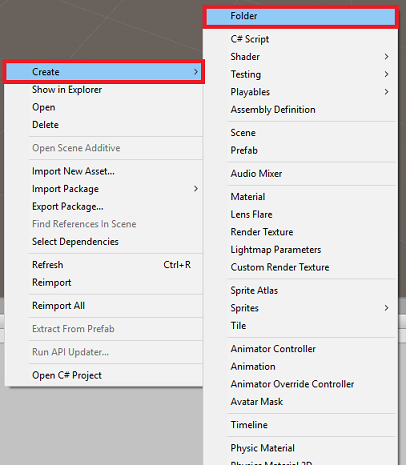 Create
Show in Explorer
Open
Delete
Open Scene Additive
Import New Asset...
Import Package
Export Package...
Find References In Scene
Select Dependencies
Refresh Ctrl+R
Reimport
Reimport All
Extract From Prefab
Run API Updater...
Open C# Project
Folder
C# Script
Shader
Testing
Playables
Assembly Definition
Scene
Prefab
Audio Mixer
Material
Lens Flare
Render Texture
Lightmap Parameters
Custom Render Texture
Sprite Atlas
Sprites
Tile
Animator Controller
Animation
Animator Override Controller
Avatar Mask
Timeline
Physic Material
Physics Material 2D